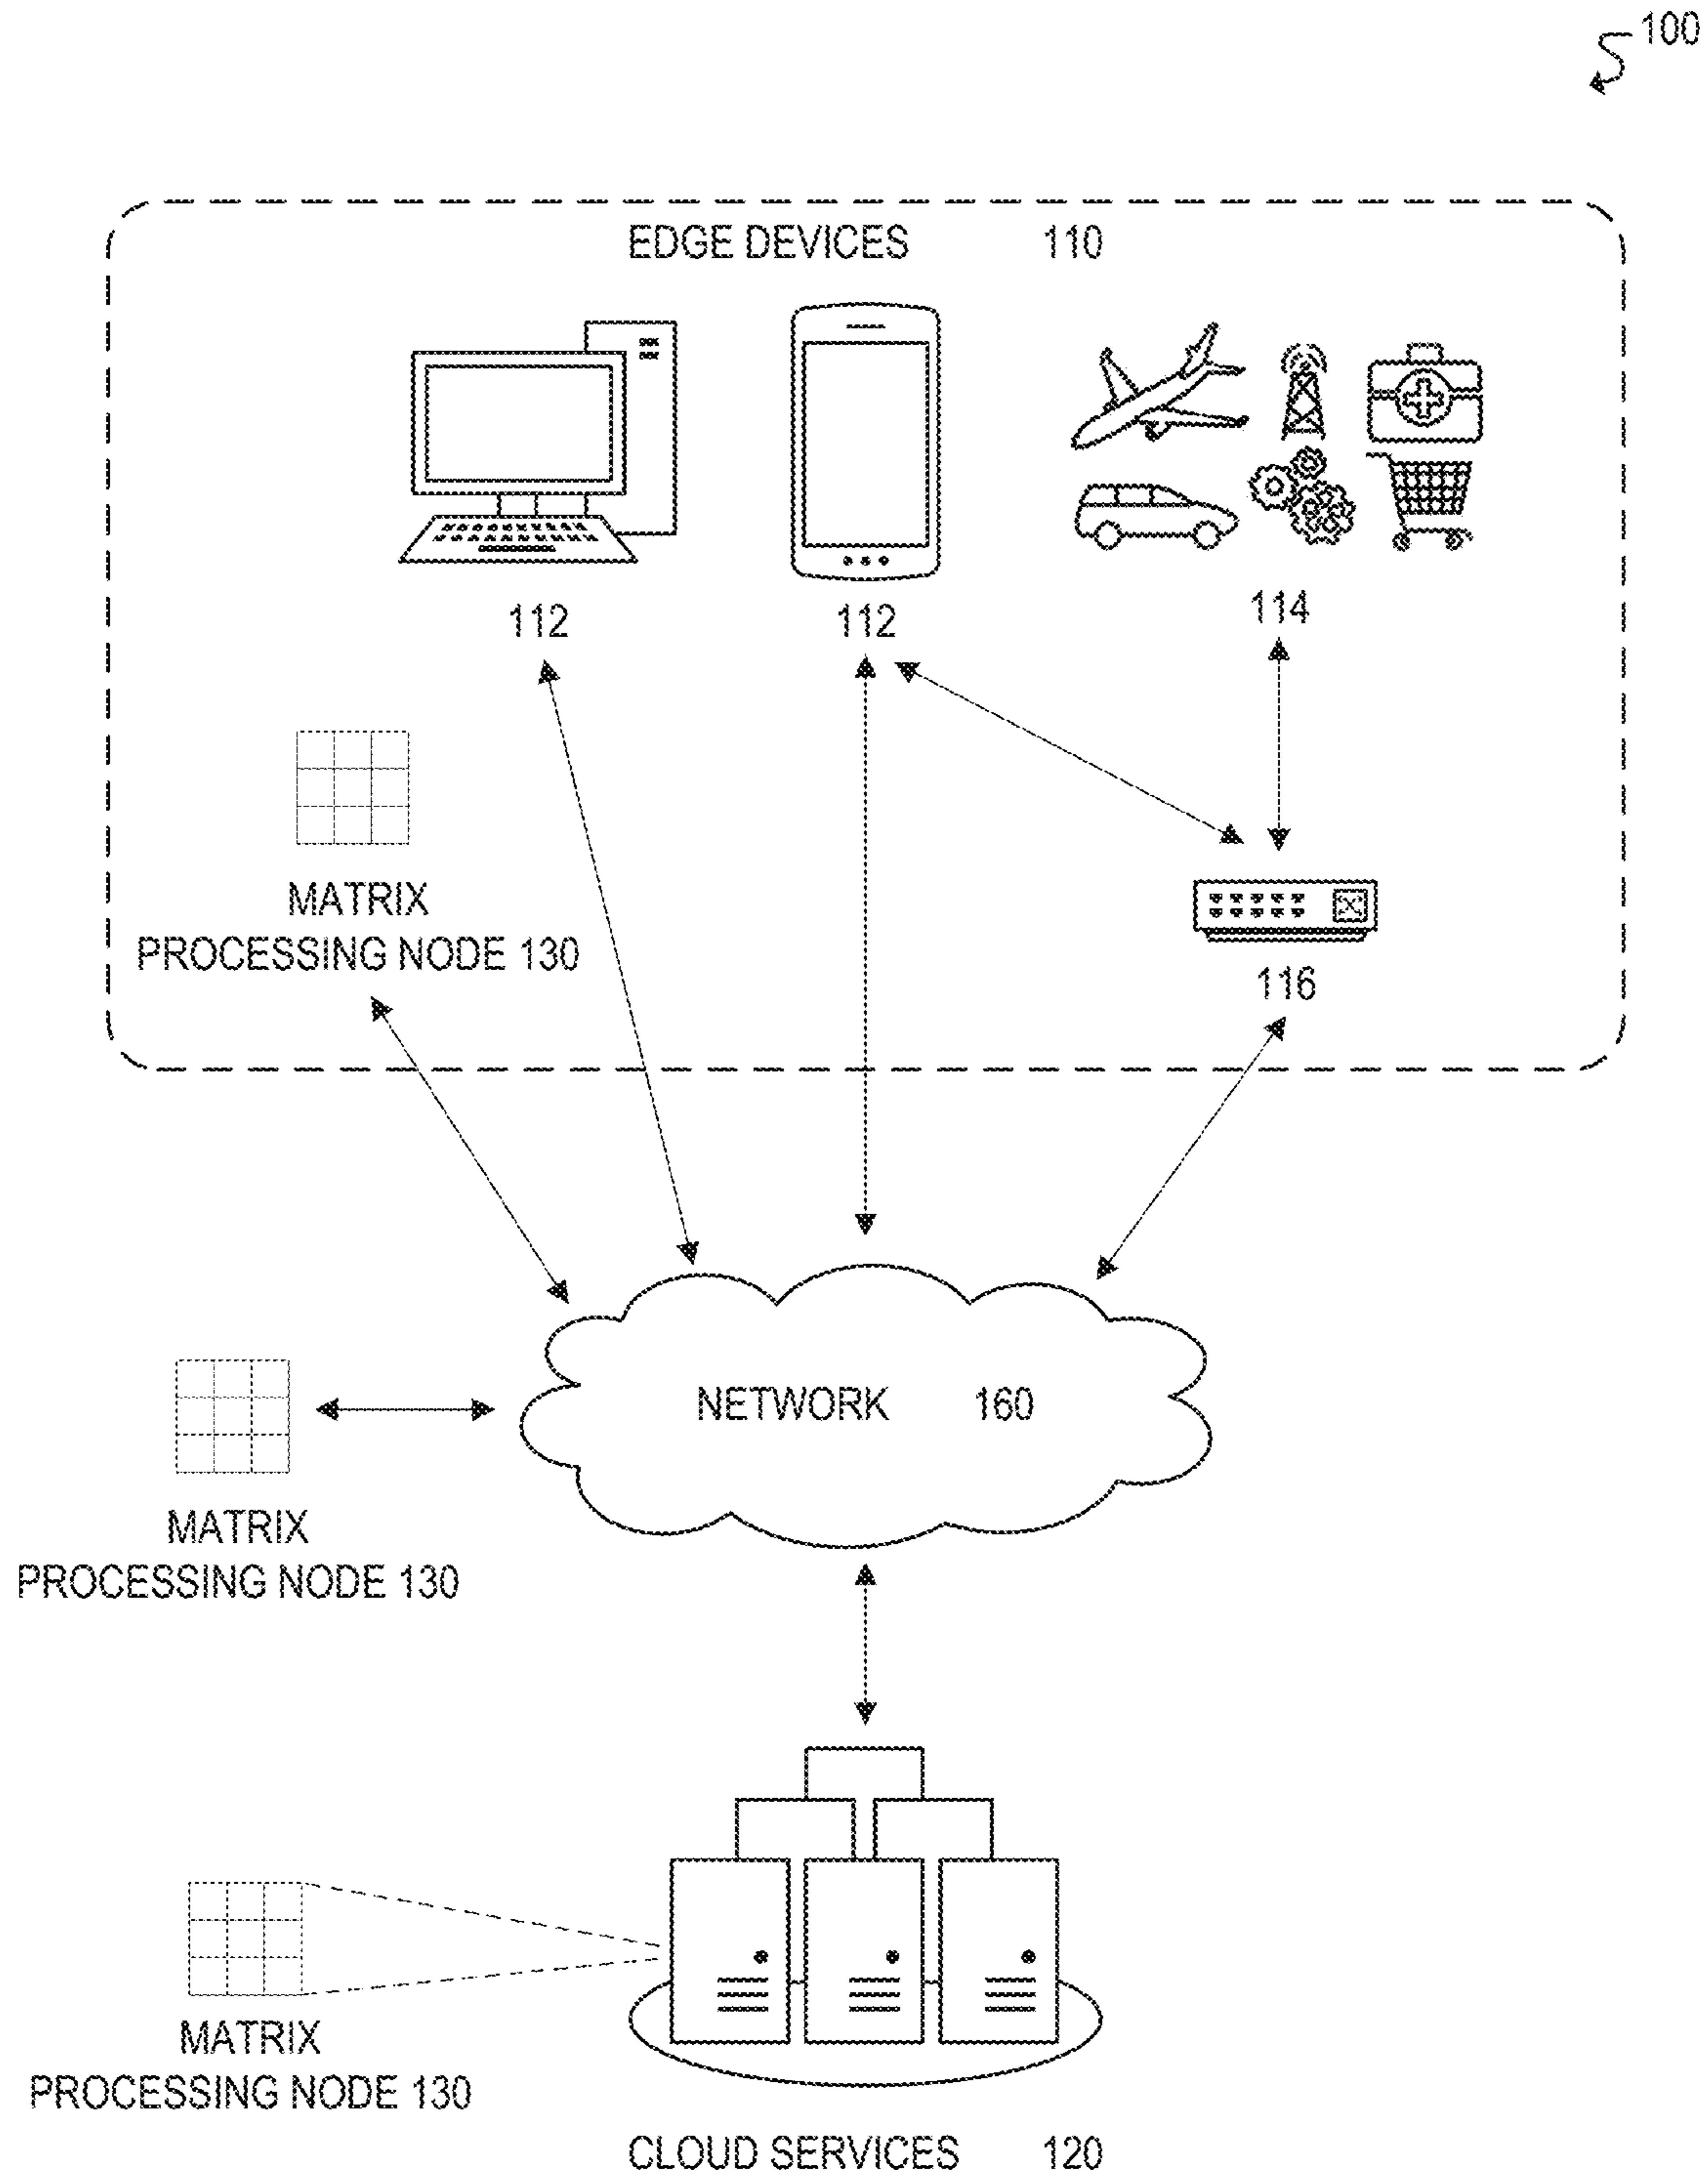 100
EDGE DEVICES 110
112
112
114
MATRIX
PROCESSING NODE 130
116
NETWORK 160
MATRIX
PROCESSING NODE 130
MATRIX
PROCESSING NODE 130
CLOUD SERVICES 120